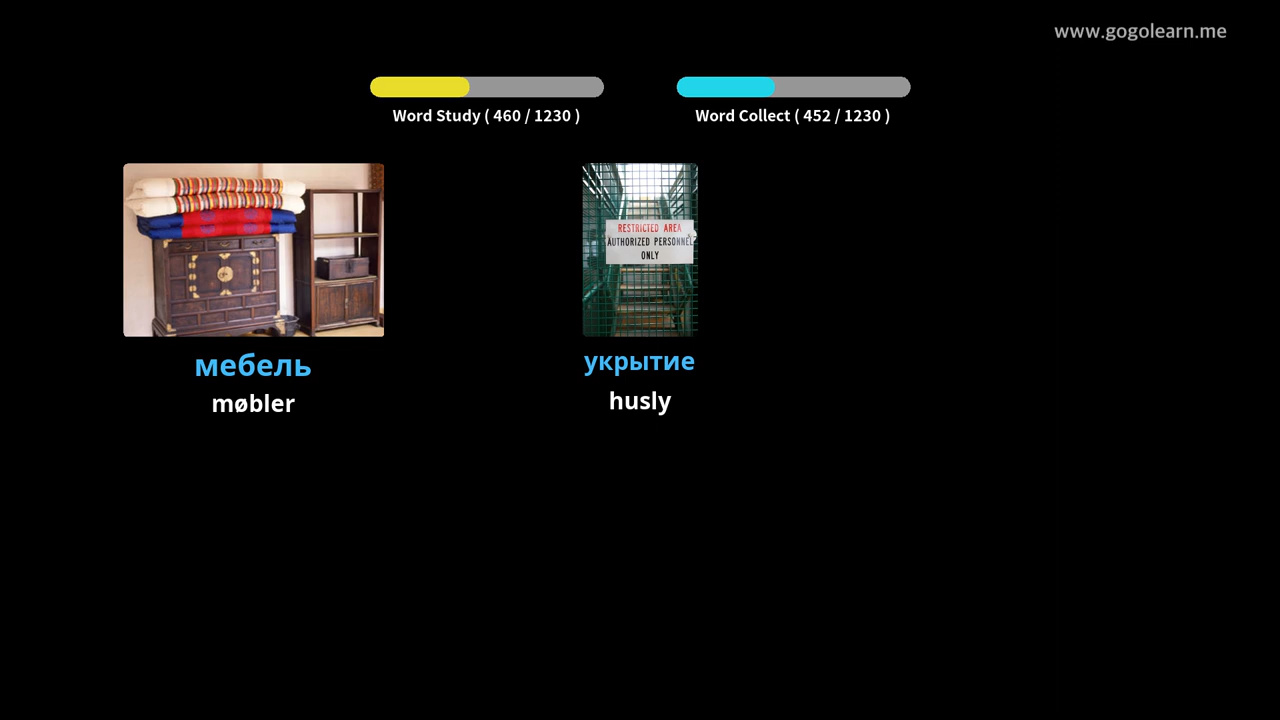 www.gogolearn.me
Word Study ( 460 / 1230 )
Word Collect ( 452 / 1230 )
RESTRICTED AREA
AUTHORIZED PERSONNEL
ONLY
мебель
møbler
укрытие
husly